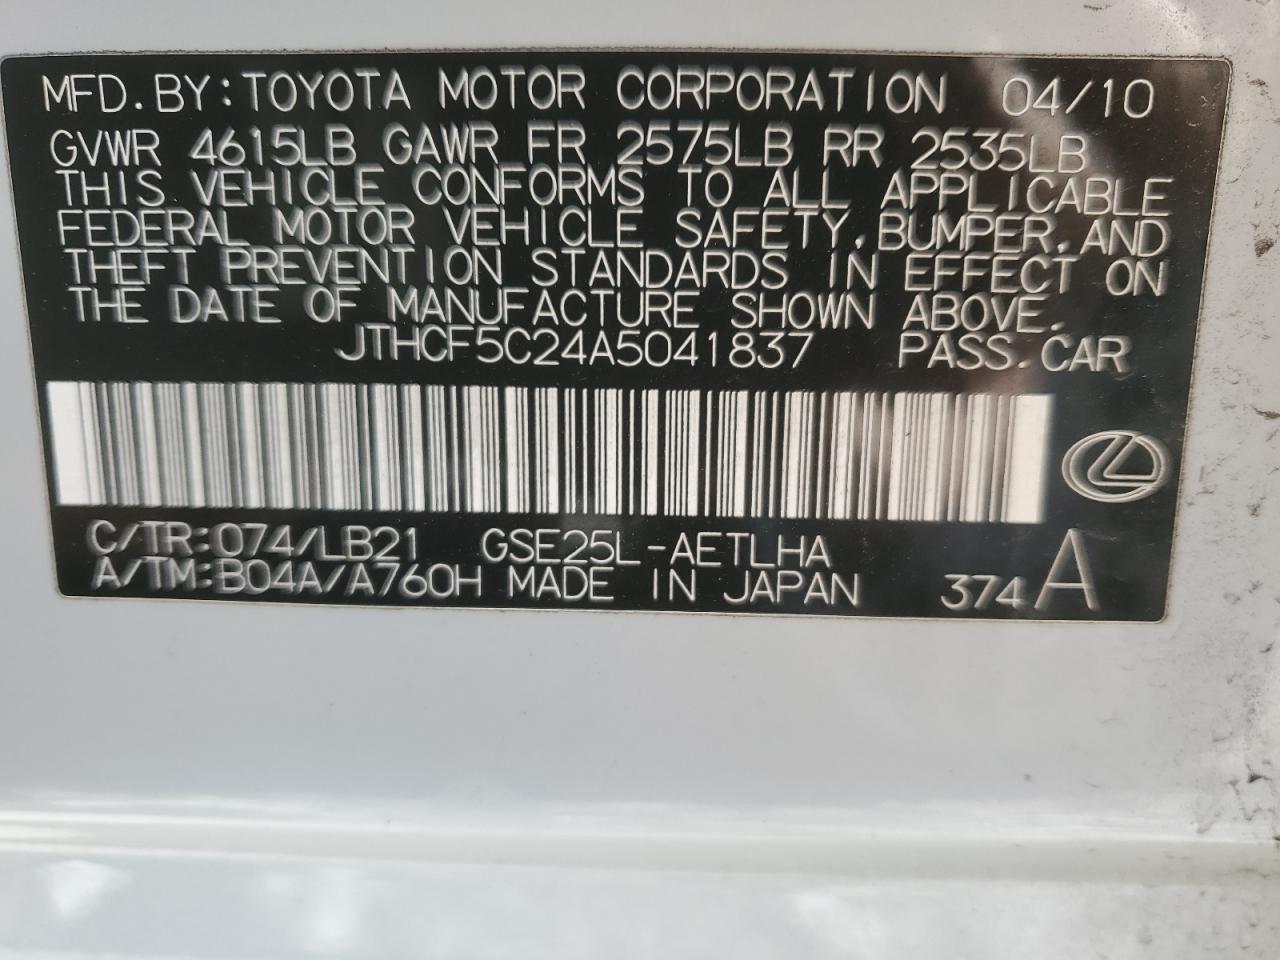 MFD.BY:TOYOTA MOTOR CORPORATION 04/10
GVWR 4615LB GAWR FR 2575LB RR 2535LB
THIS VEHICLE CONFORMS TO ALL APPLICABLE
FEDERAL MOTOR VEHICLE SAFETY,BUMPER,AND
THEFT PREVENTION STANDARDS IN EFFECT ON
THE DATE OF MANUFACTURE SHOWN ABOVE.
JTHCF5C24A5041837 PASS.CAR
C/TR:074/LB21 GSE25L-AETLHA
A/TM:B04A/A760H MADE IN JAPAN 374A